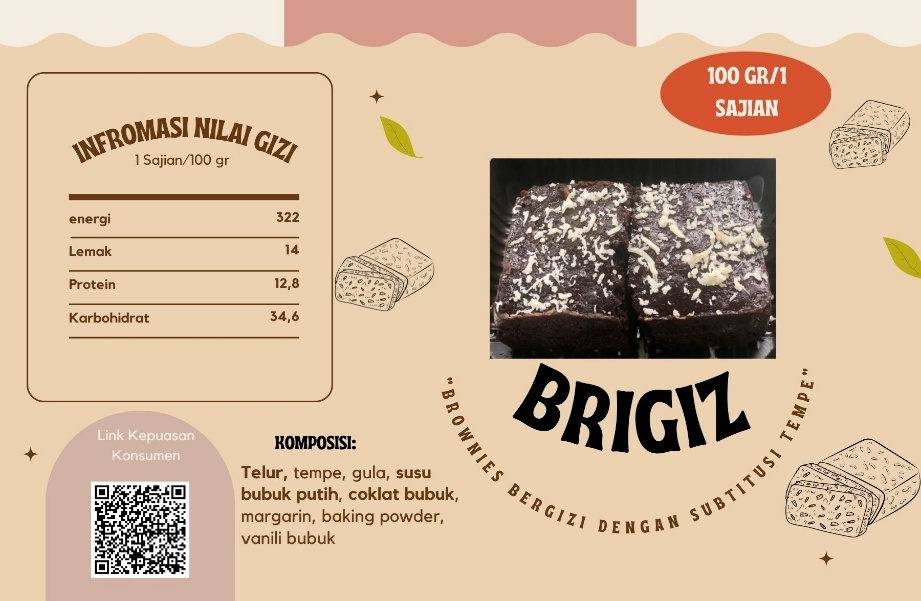 INFROMASI NILAI GIZI
1 Sajian/100 gr
energi 322
Lemak 14
Protein 12,8
Karbohidrat 34,6
Link Kepuasan
Konsumen
KOMPOSISI:
Telur, tempe, gula, susu
bubuk putih, coklat bubuk,
margarin, baking powder,
vanili bubuk
100 GR/1
SAJIAN
BRIGIZ
"BROWNIES BERGIZI DENGAN SUBTITUSI TEMPE"